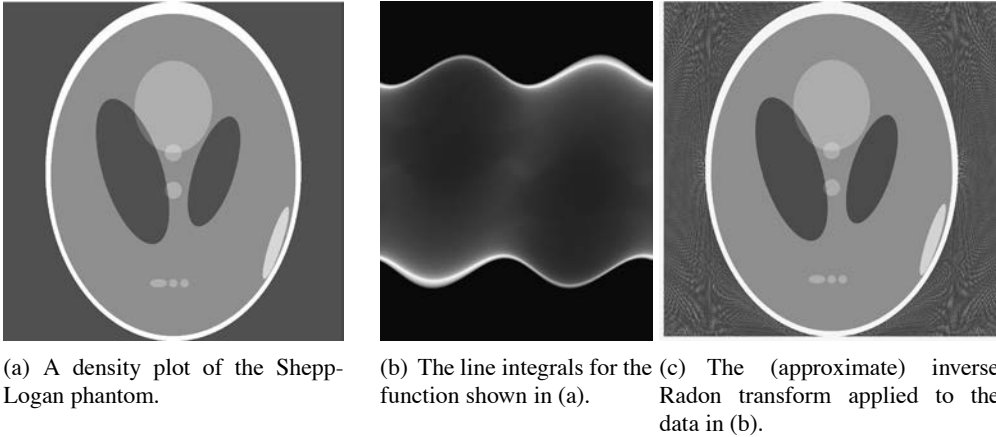 (a) A density plot of the Shepp-
Logan phantom.
(b) The line integrals for the
function shown in (a).
(c) The (approximate) inverse
Radon transform applied to the
data in (b).